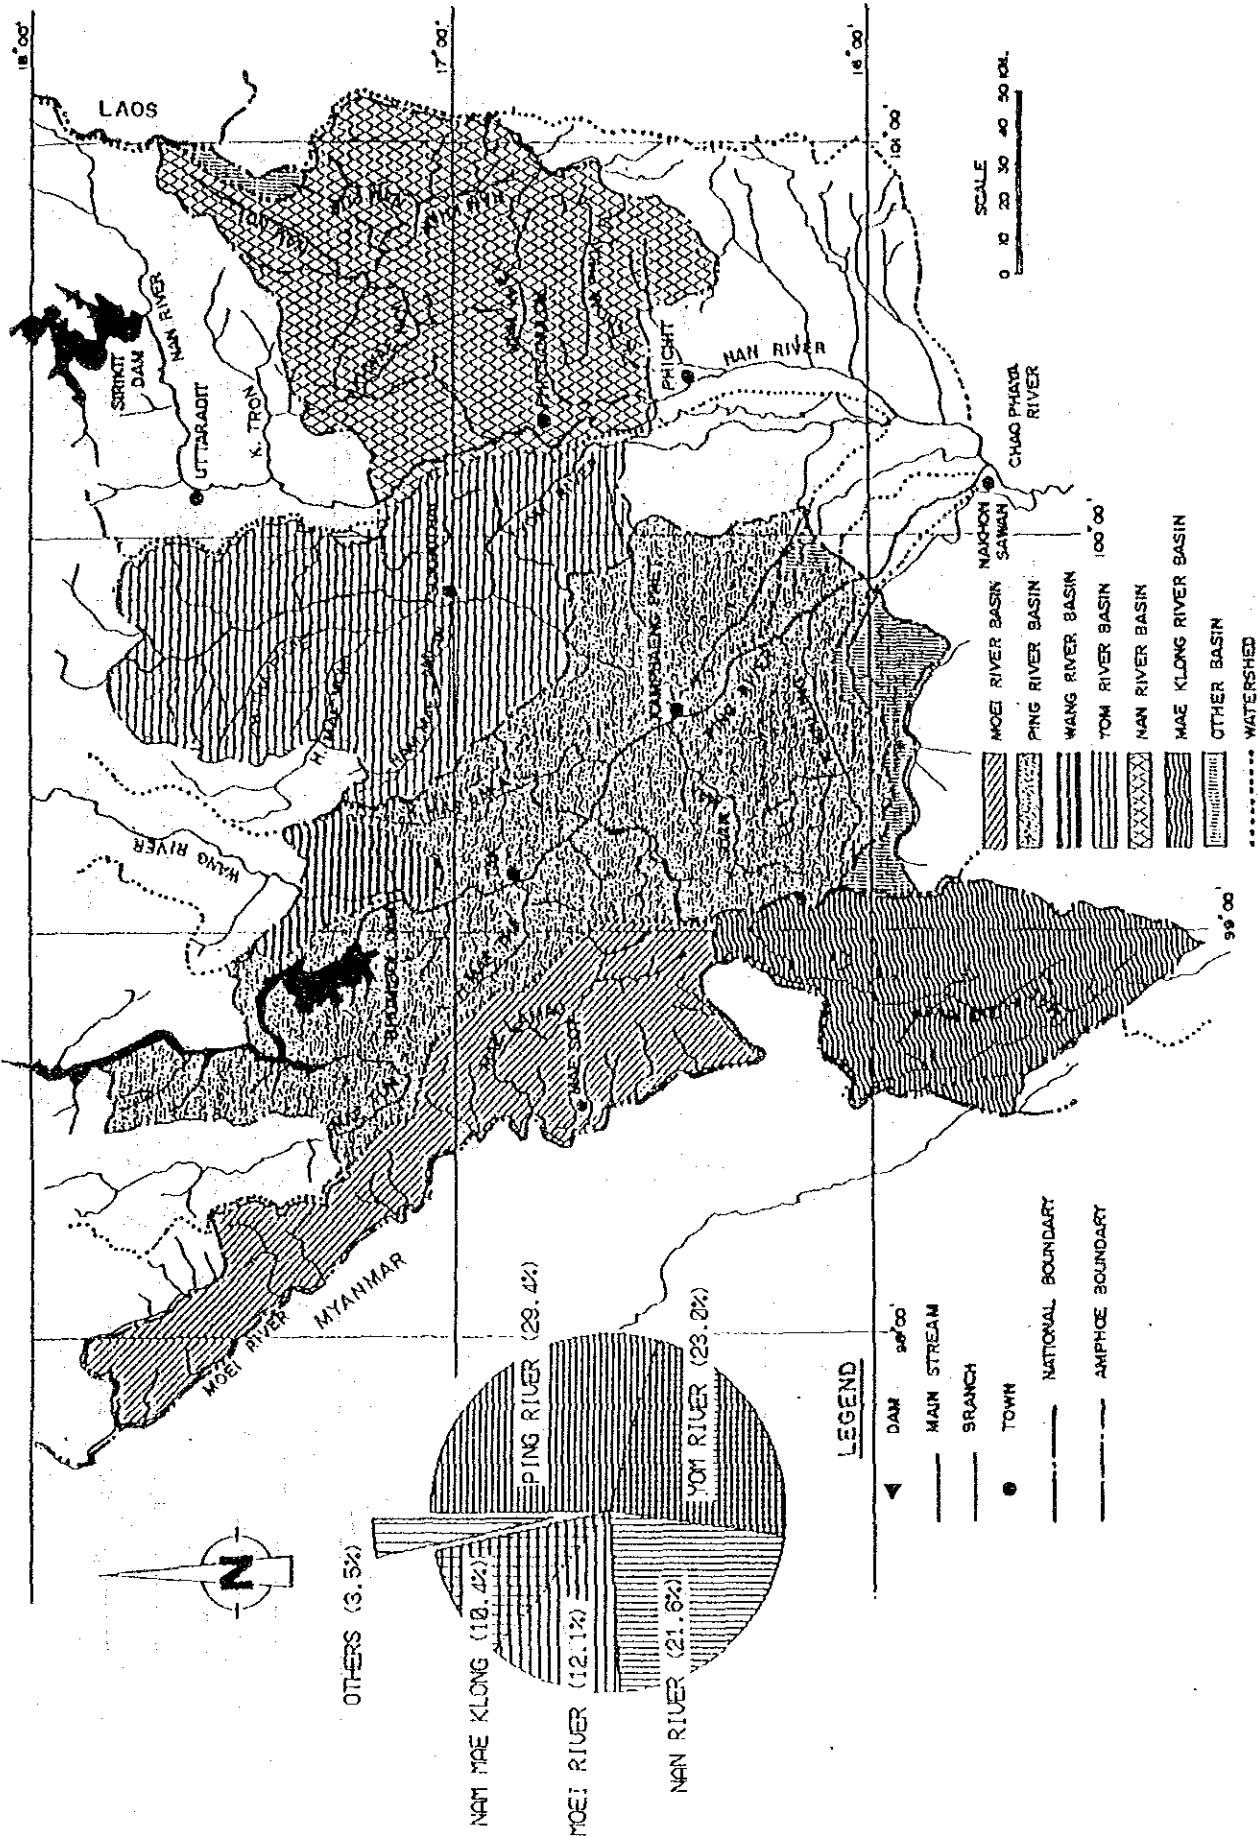 18°00'
17°00'
16°00'
LAOS
SIRIKIT
DAM
NAN RIVER
UTTARADIT
K. TRON
WANG RIVER
H. MAE MOK
PHICHIT
NAN RIVER
CHAO PHAYA
RIVER
NAKHON
SAWAN
KAMPHAENG PHET
MOEI RIVER
MYANMAR
101°00'
100°00'
99°00'
98°00'
SCALE
0 10 20 30 40 50 KM.
N
OTHERS (3.5%)
NAM MAE KLONG (10.4%)
MOEI RIVER (12.1%)
NAN RIVER (21.6%)
PING RIVER (29.4%)
YOM RIVER (23.0%)
LEGEND
DAM
MAIN STREAM
BRANCH
TOWN
NATIONAL BOUNDARY
AMPHOE BOUNDARY
MOEI RIVER BASIN
PING RIVER BASIN
WANG RIVER BASIN
YOM RIVER BASIN
NAN RIVER BASIN
MAE KLONG RIVER BASIN
OTHER BASIN
WATERSHED